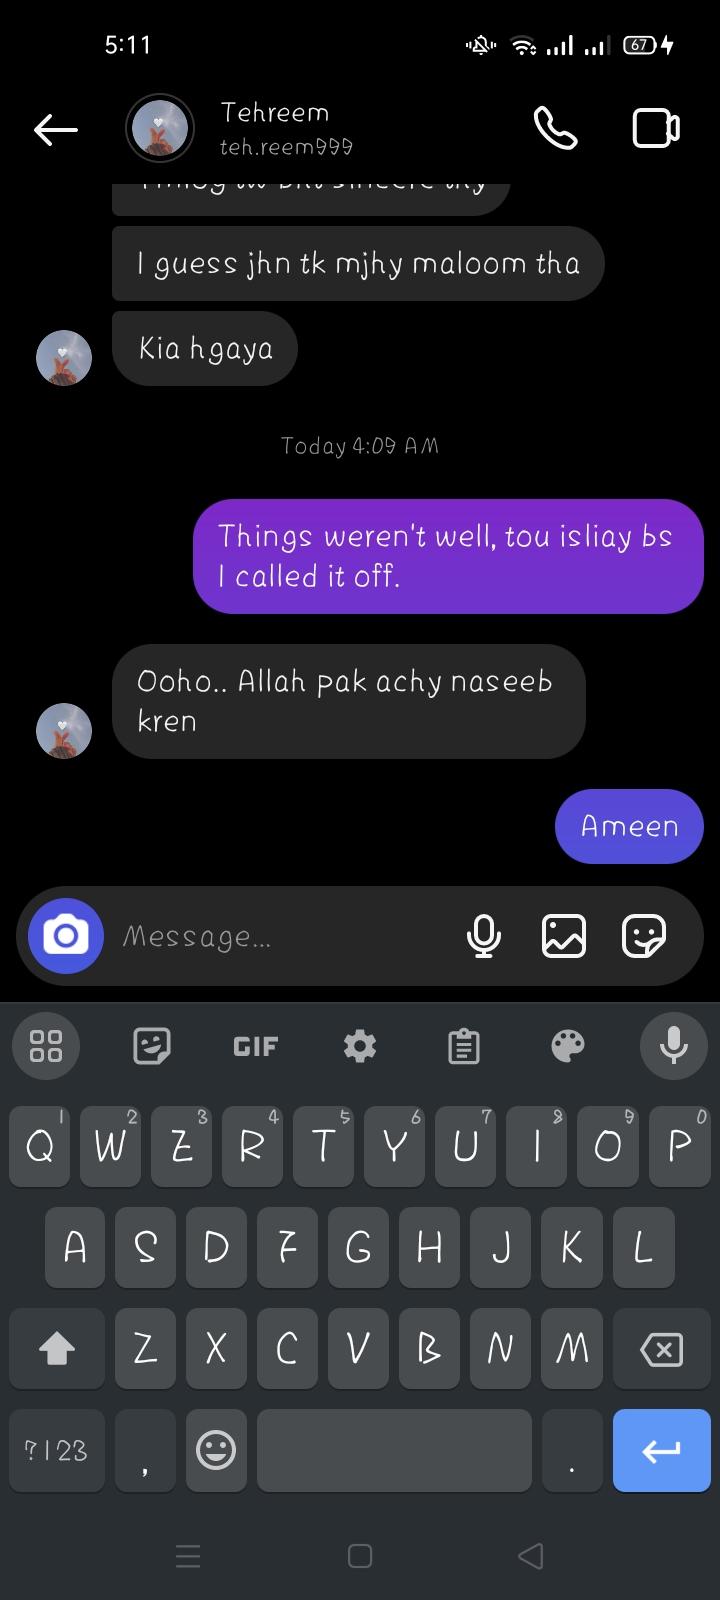 5:11
67
Tehreem
teh.reem999
I guess jhn tk mjhy maloom tha
Kia hgaya
Today 4:09 AM
Things weren't well, tou isliay bs
I called it off.
Ooho.. Allah pak achy naseeb
kren
Ameen
Message...
GIF
1 2 3 4 5 6 7 8 9 0
Q W E R T Y U I O P
A S D F G H J K L
Z X C V B N M
?123 , .